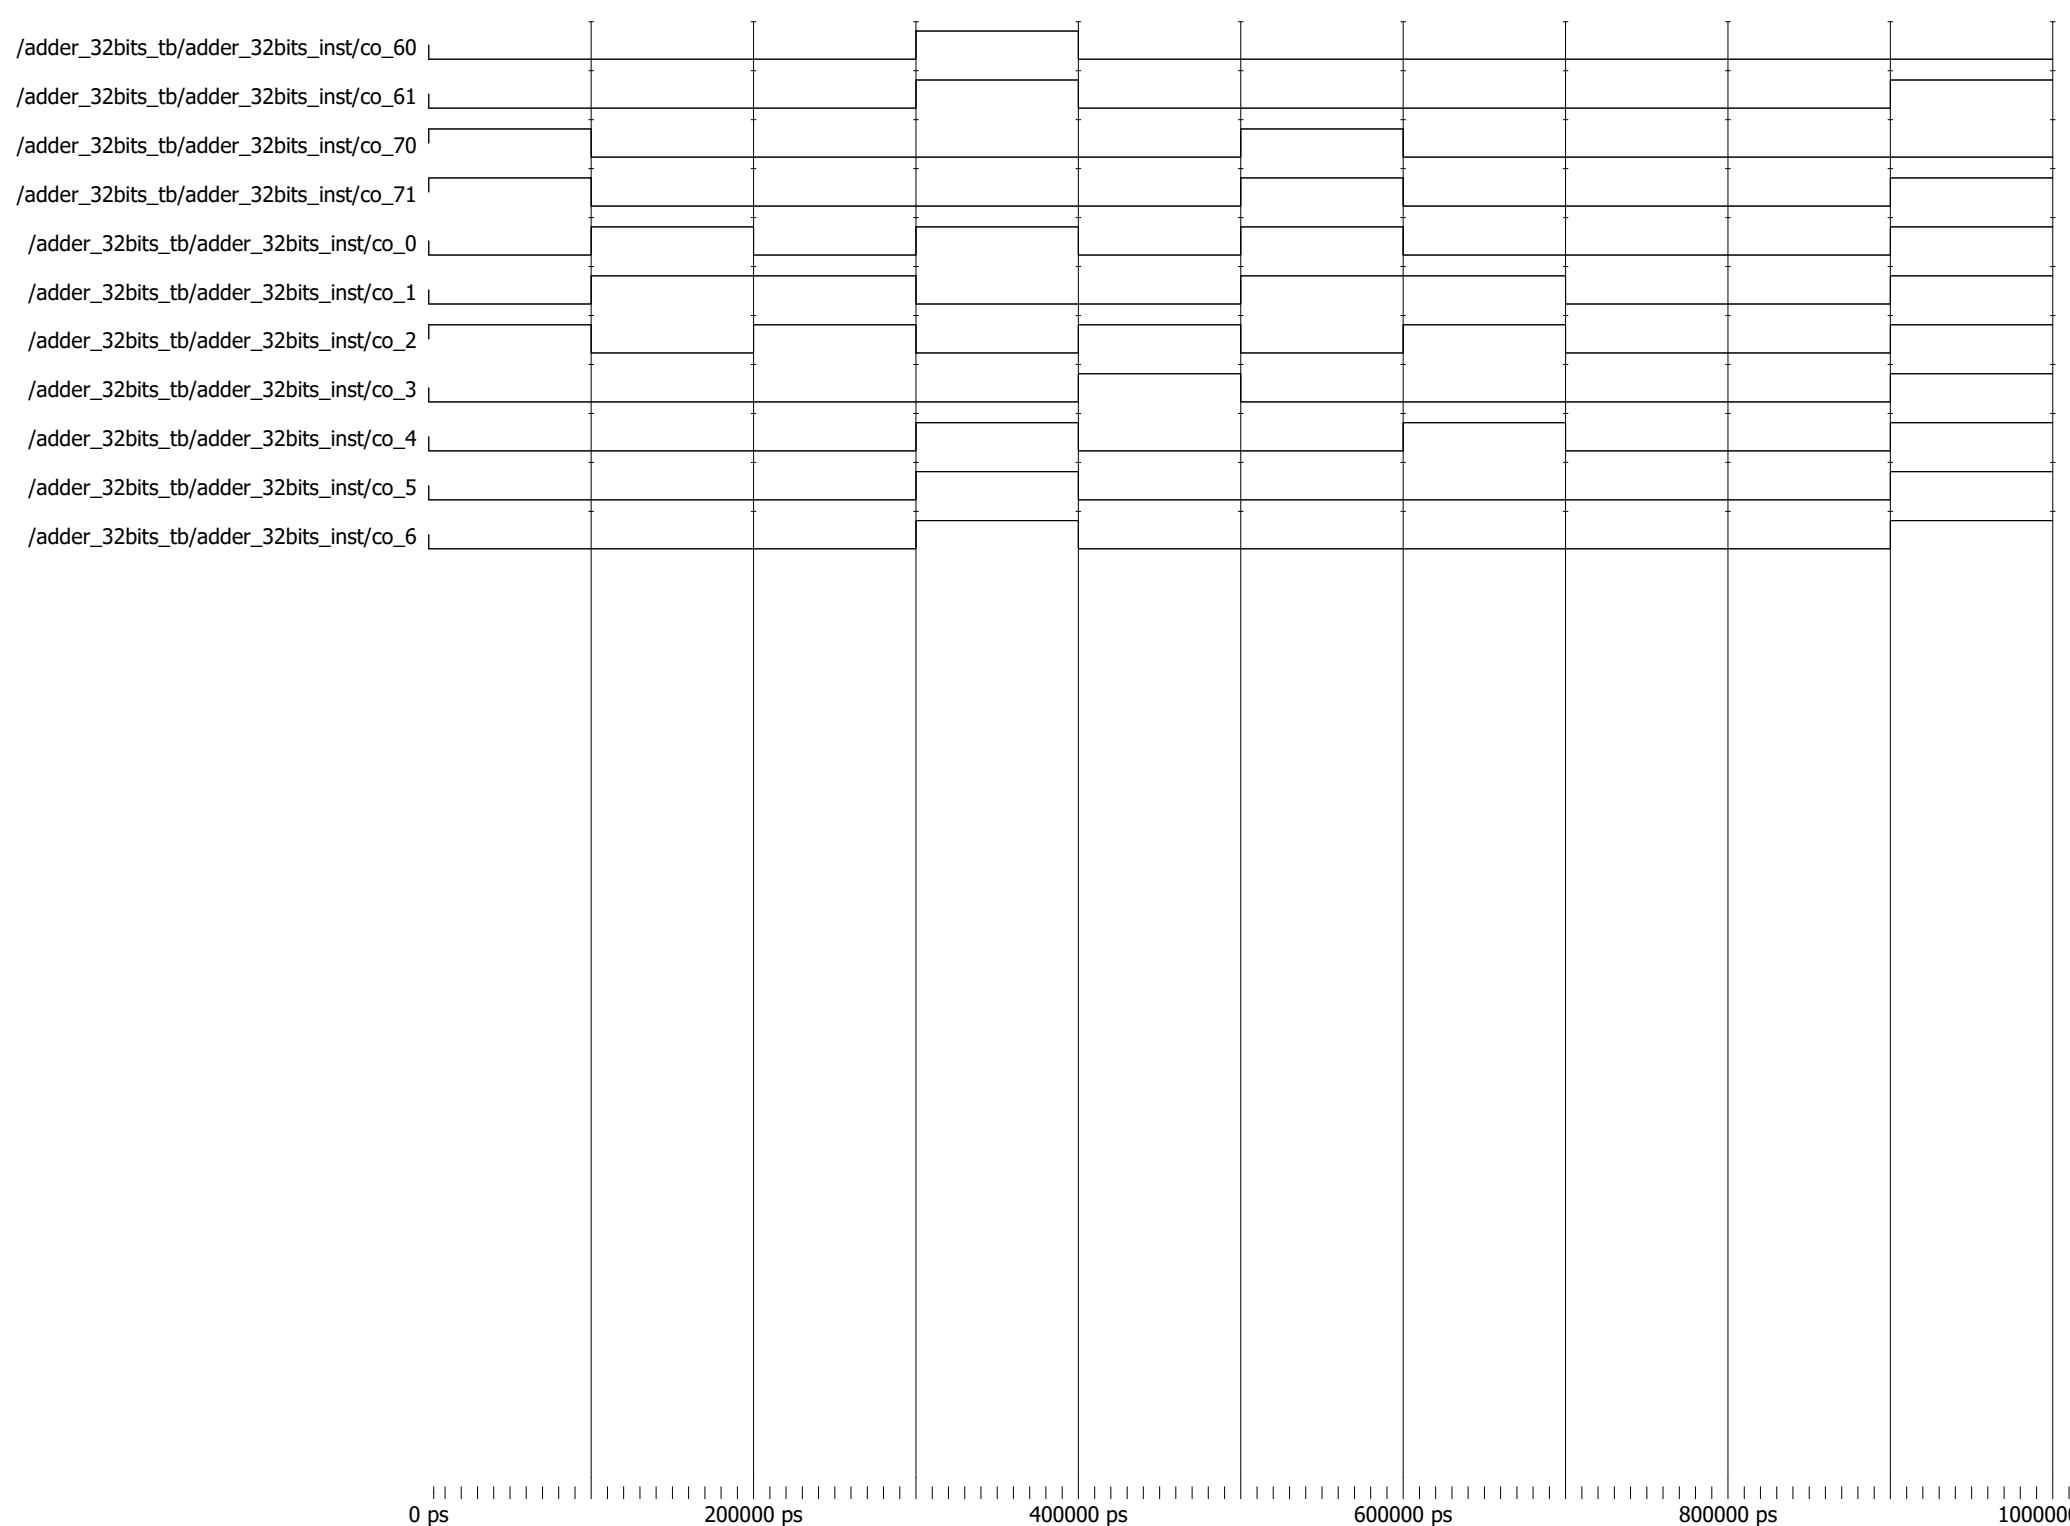 /adder_32bits_tb/adder_32bits_inst/co_60
/adder_32bits_tb/adder_32bits_inst/co_61
/adder_32bits_tb/adder_32bits_inst/co_70
/adder_32bits_tb/adder_32bits_inst/co_71
/adder_32bits_tb/adder_32bits_inst/co_0
/adder_32bits_tb/adder_32bits_inst/co_1
/adder_32bits_tb/adder_32bits_inst/co_2
/adder_32bits_tb/adder_32bits_inst/co_3
/adder_32bits_tb/adder_32bits_inst/co_4
/adder_32bits_tb/adder_32bits_inst/co_5
/adder_32bits_tb/adder_32bits_inst/co_6
0 ps 200000 ps 400000 ps 600000 ps 800000 ps